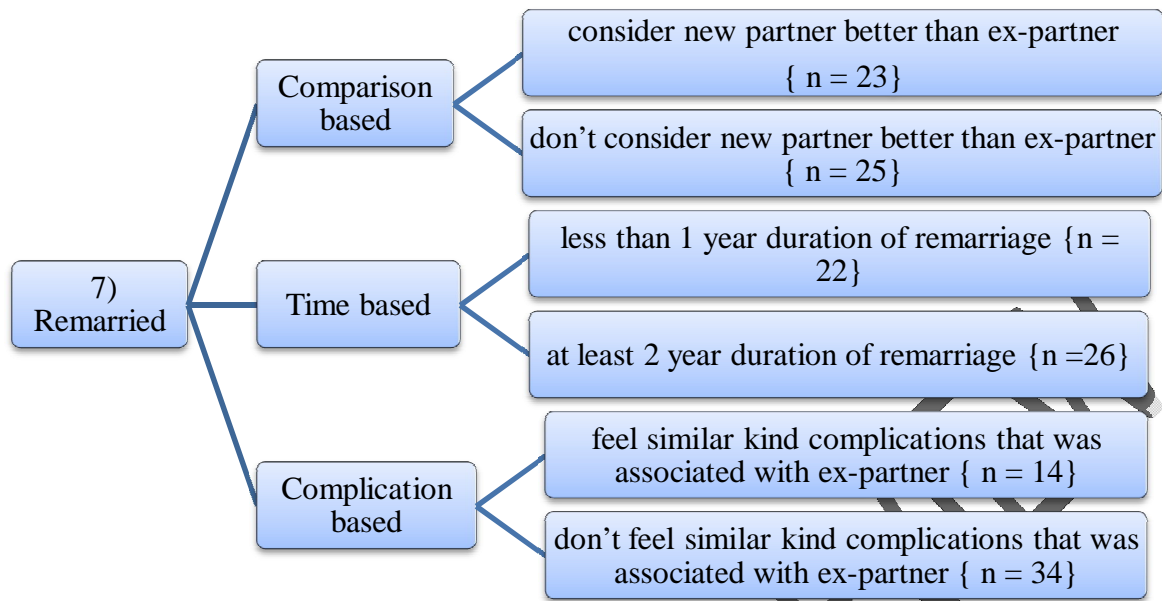 7)
Remarried
Comparison
based
consider new partner better than ex-partner
{ n = 23}
don’t consider new partner better than ex-partner
{ n = 25}
Time based
less than 1 year duration of remarriage {n =
22}
at least 2 year duration of remarriage {n =26}
Complication
based
feel similar kind complications that was
associated with ex-partner { n = 14}
don’t feel similar kind complications that was
associated with ex-partner { n = 34}